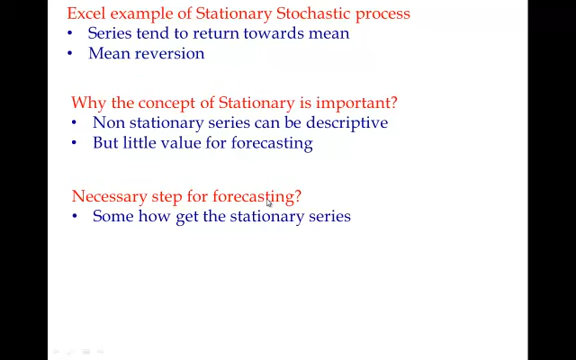 Excel example of Stationary Stochastic process
• Series tend to return towards mean
• Mean reversion
Why the concept of Stationary is important?
• Non stationary series can be descriptive
• But little value for forecasting
Necessary step for forecasting?
• Some how get the stationary series